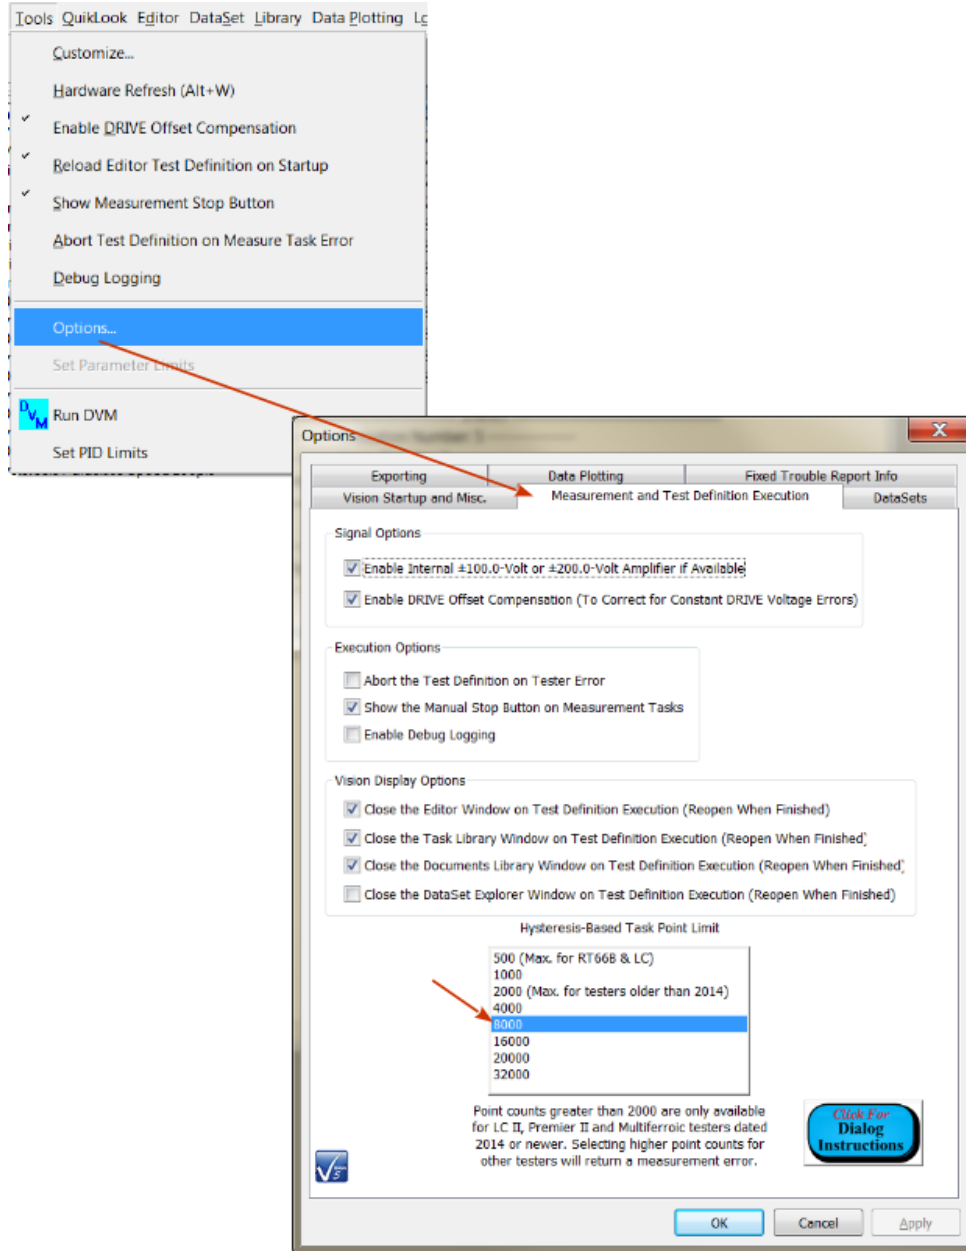 Tools QuikLook Editor DataSet Library Data Plotting
Customize...
Hardware Refresh (Alt+W)
Enable DRIVE Offset Compensation
Reload Editor Test Definition on Startup
Show Measurement Stop Button
Abort Test Definition on Measure Task Error
Debug Logging
Options...
Set Parameter Limits
DVM Run DVM
Set PID Limits
Options
Exporting Data Plotting Fixed Trouble Report Info
Vision Startup and Misc. Measurement and Test Definition Execution DataSets
Signal Options
Enable Internal ±100.0-Volt or ±200.0-Volt Amplifier if Available
Enable DRIVE Offset Compensation (To Correct for Constant DRIVE Voltage Errors)
Execution Options
Abort the Test Definition on Tester Error
Show the Manual Stop Button on Measurement Tasks
Enable Debug Logging
Vision Display Options
Close the Editor Window on Test Definition Execution (Reopen When Finished)
Close the Task Library Window on Test Definition Execution (Reopen When Finished)
Close the Documents Library Window on Test Definition Execution (Reopen When Finished)
Close the DataSet Explorer Window on Test Definition Execution (Reopen When Finished)
Hysteresis-Based Task Point Limit
500 (Max. for RT66B & LC)
1000
2000 (Max. for testers older than 2014)
4000
8000
16000
20000
32000
Point counts greater than 2000 are only available
for LC II, Premier II and Multiferroic testers dated
2014 or newer. Selecting higher point counts for
other testers will return a measurement error.
Click For
Dialog
Instructions
OK Cancel Apply